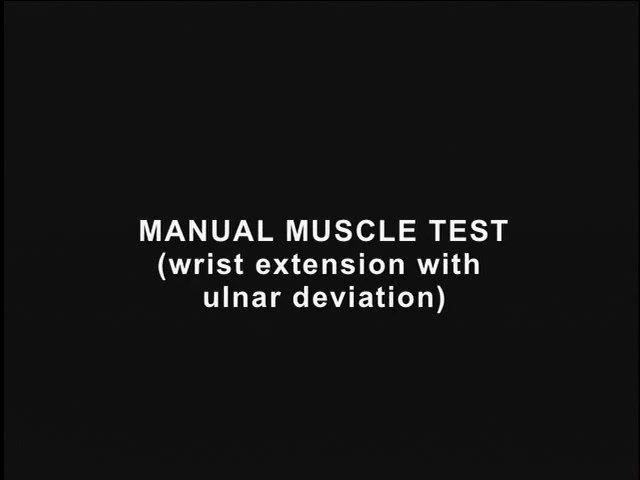 MANUAL MUSCLE TEST
(wrist extension with
ulnar deviation)